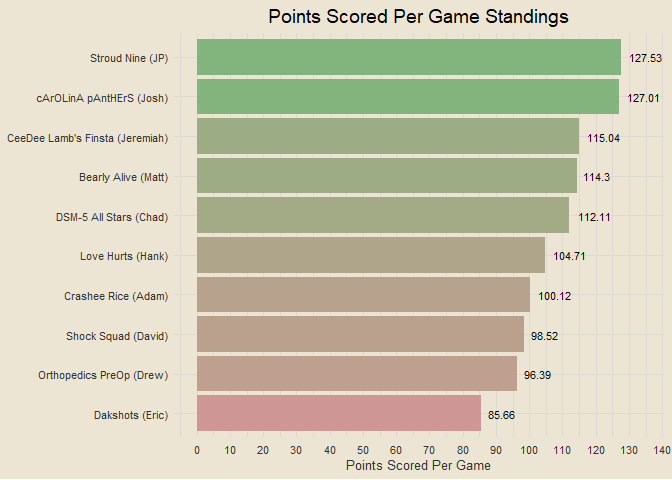 Points Scored Per Game Standings
Stroud Nine (JP) 127.53
cArOLinA pAntHErS (Josh) 127.01
CeeDee Lamb's Finsta (Jeremiah) 115.04
Bearly Alive (Matt) 114.3
DSM-5 All Stars (Chad) 112.11
Love Hurts (Hank) 104.71
Crashee Rice (Adam) 100.12
Shock Squad (David) 98.52
Orthopedics PreOp (Drew) 96.39
Dakshots (Eric) 85.66
0 10 20 30 40 50 60 70 80 90 100 110 120 130 140
Points Scored Per Game